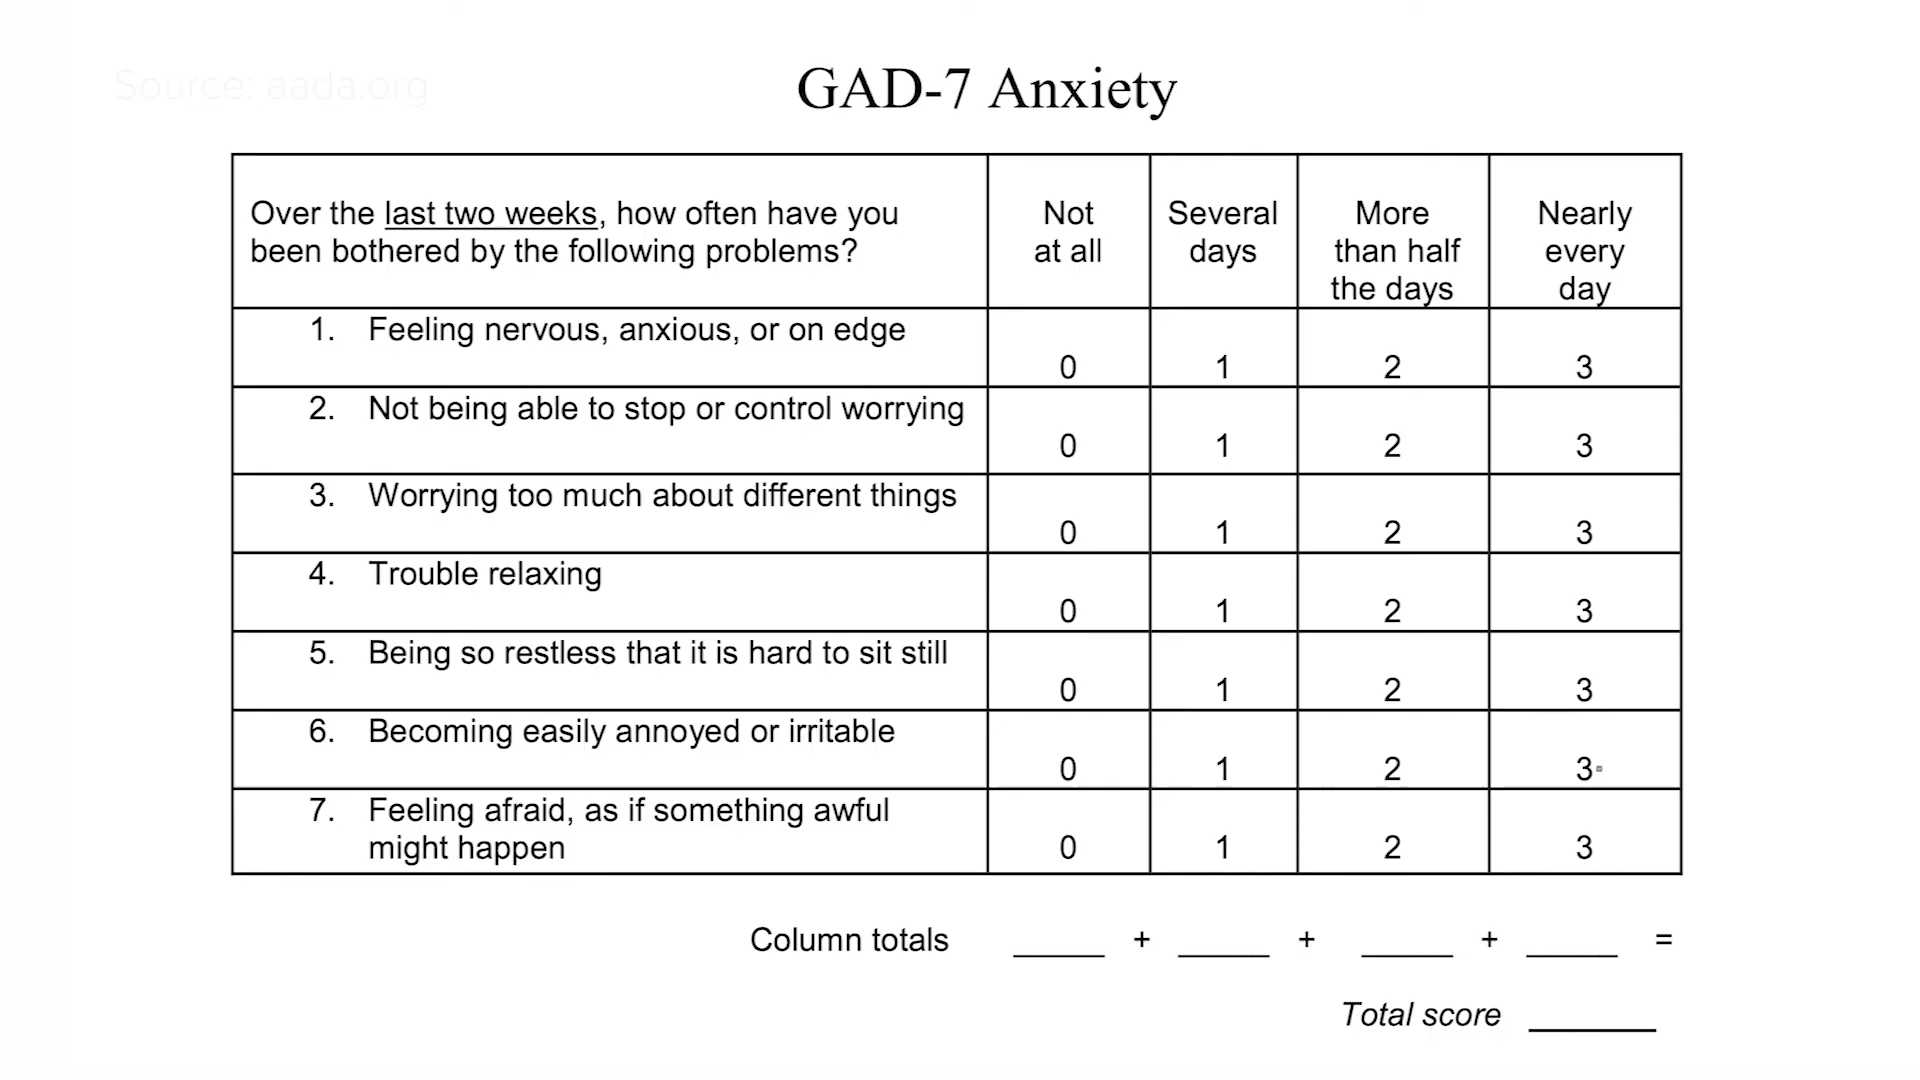 Source: aada.org
GAD-7 Anxiety
Over the last two weeks, how often have you
been bothered by the following problems?
Not
at all
Several
days
More
than half
the days
Nearly
every
day
1. Feeling nervous, anxious, or on edge
0 1 2 3
2. Not being able to stop or control worrying
0 1 2 3
3. Worrying too much about different things
0 1 2 3
4. Trouble relaxing
0 1 2 3
5. Being so restless that it is hard to sit still
0 1 2 3
6. Becoming easily annoyed or irritable
0 1 2 3
7. Feeling afraid, as if something awful
might happen
0 1 2 3
Column totals _____ + _____ + _____ + _____ =
Total score _______